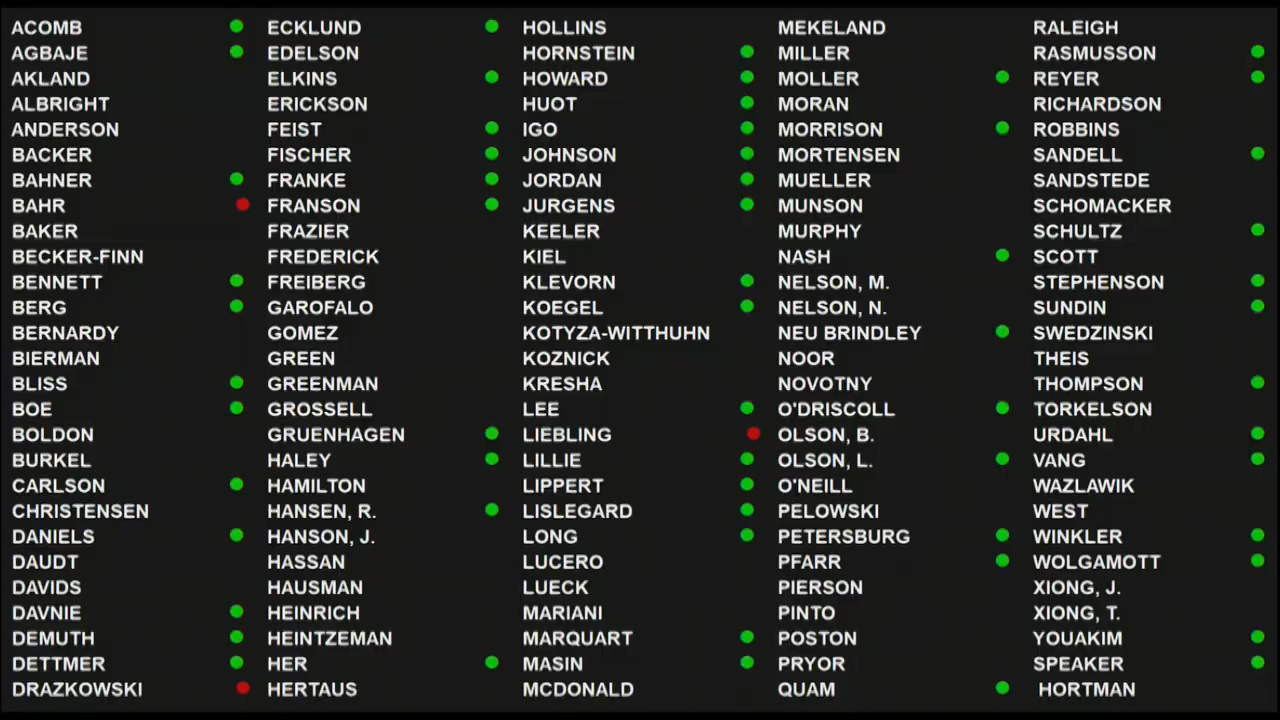 ACOMB
AGBAJE
AKLAND
ALBRIGHT
ANDERSON
BACKER
BAHNER
BAHR
BAKER
BECKER-FINN
BENNETT
BERG
BERNARDY
BIERMAN
BLISS
BOE
BOLDON
BURKEL
CARLSON
CHRISTENSEN
DANIELS
DAUDT
DAVIDS
DAVNIE
DEMUTH
DETTMER
DRAZKOWSKI
ECKLUND
EDELSON
ELKINS
ERICKSON
FEIST
FISCHER
FRANKE
FRANSON
FRAZIER
FREDERICK
FREIBERG
GAROFALO
GOMEZ
GREEN
GREENMAN
GROSSELL
GRUENHAGEN
HALEY
HAMILTON
HANSEN, R.
HANSON, J.
HASSAN
HAUSMAN
HEINRICH
HEINTZEMAN
HER
HERTAUS
HOLLINS
HORNSTEIN
HOWARD
HUOT
IGO
JOHNSON
JORDAN
JURGENS
KEELER
KIEL
KLEVORN
KOEGEL
KOTYZA-WITTHUHN
KOZNICK
KRESHA
LEE
LIEBLING
LILLIE
LIPPERT
LISLEGARD
LONG
LUCERO
LUECK
MARIANI
MARQUART
MASIN
MCDONALD
MEKELAND
MILLER
MOLLER
MORAN
MORRISON
MORTENSEN
MUELLER
MUNSON
MURPHY
NASH
NELSON, M.
NELSON, N.
NEU BRINDLEY
NOOR
NOVOTNY
O'DRISCOLL
OLSON, B.
OLSON, L.
O'NEILL
PELOWSKI
PETERSBURG
PFARR
PIERSON
PINTO
POSTON
PRYOR
QUAM
RALEIGH
RASMUSSON
REYER
RICHARDSON
ROBBINS
SANDELL
SANDSTEDE
SCHOMACKER
SCHULTZ
SCOTT
STEPHENSON
SUNDIN
SWEDZINSKI
THEIS
THOMPSON
TORKELSON
URDAHL
VANG
WAZLAWIK
WEST
WINKLER
WOLGAMOTT
XIONG, J.
XIONG, T.
YOUAKIM
SPEAKER
HORTMAN